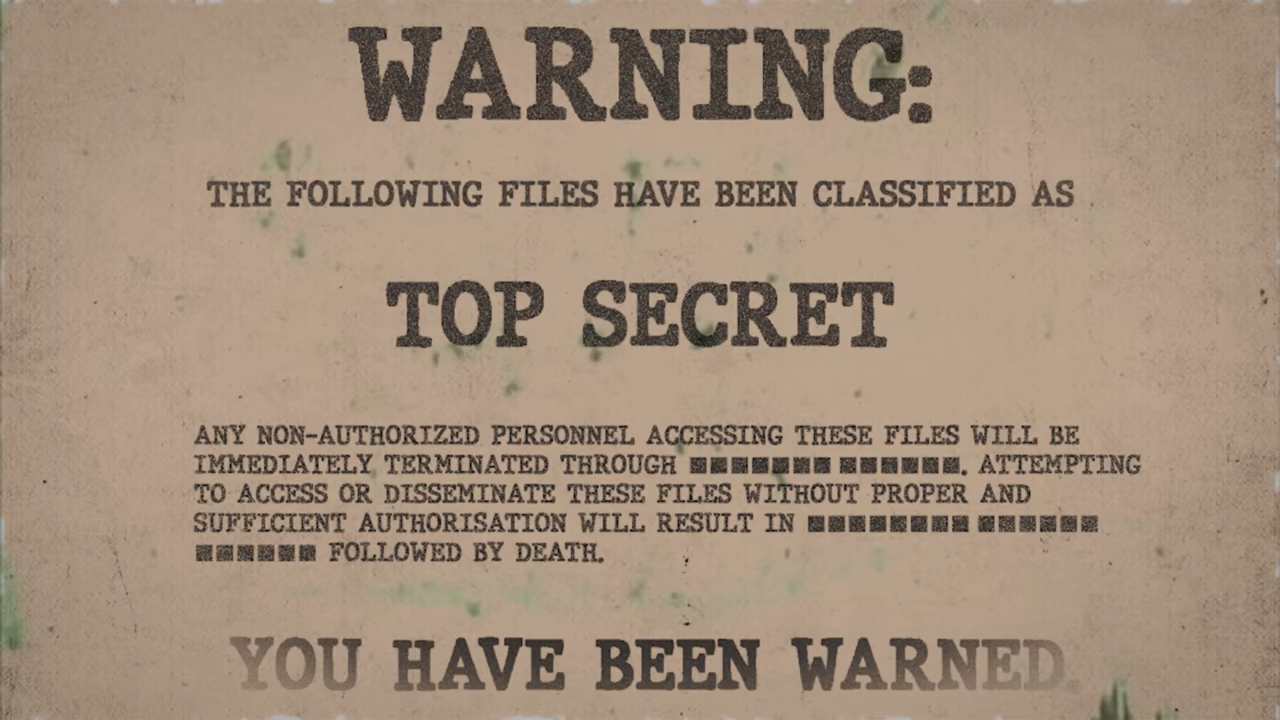 WARNING:
THE FOLLOWING FILES HAVE BEEN CLASSIFIED AS
TOP SECRET
ANY NON-AUTHORIZED PERSONNEL ACCESSING THESE FILES WILL BE
IMMEDIATELY TERMINATED THROUGH ■■■■■■■ ■■■■■■. ATTEMPTING
TO ACCESS OR DISSEMINATE THESE FILES WITHOUT PROPER AND
SUFFICIENT AUTHORISATION WILL RESULT IN ■■■■■■■■ ■■■■■■
■■■■■■ FOLLOWED BY DEATH.
YOU HAVE BEEN WARNED.